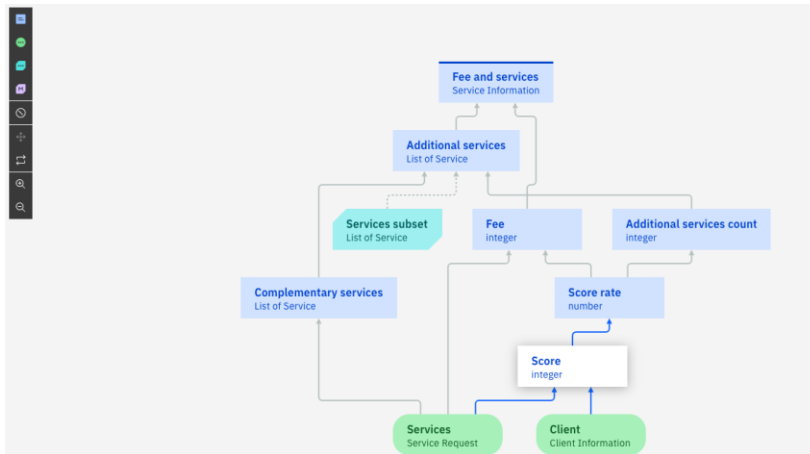 Fee and services
Service Information
Additional services
List of Service
Services subset
List of Service
Fee
integer
Additional services count
integer
Complementary services
List of Service
Score rate
number
Score
integer
Services
Service Request
Client
Client Information